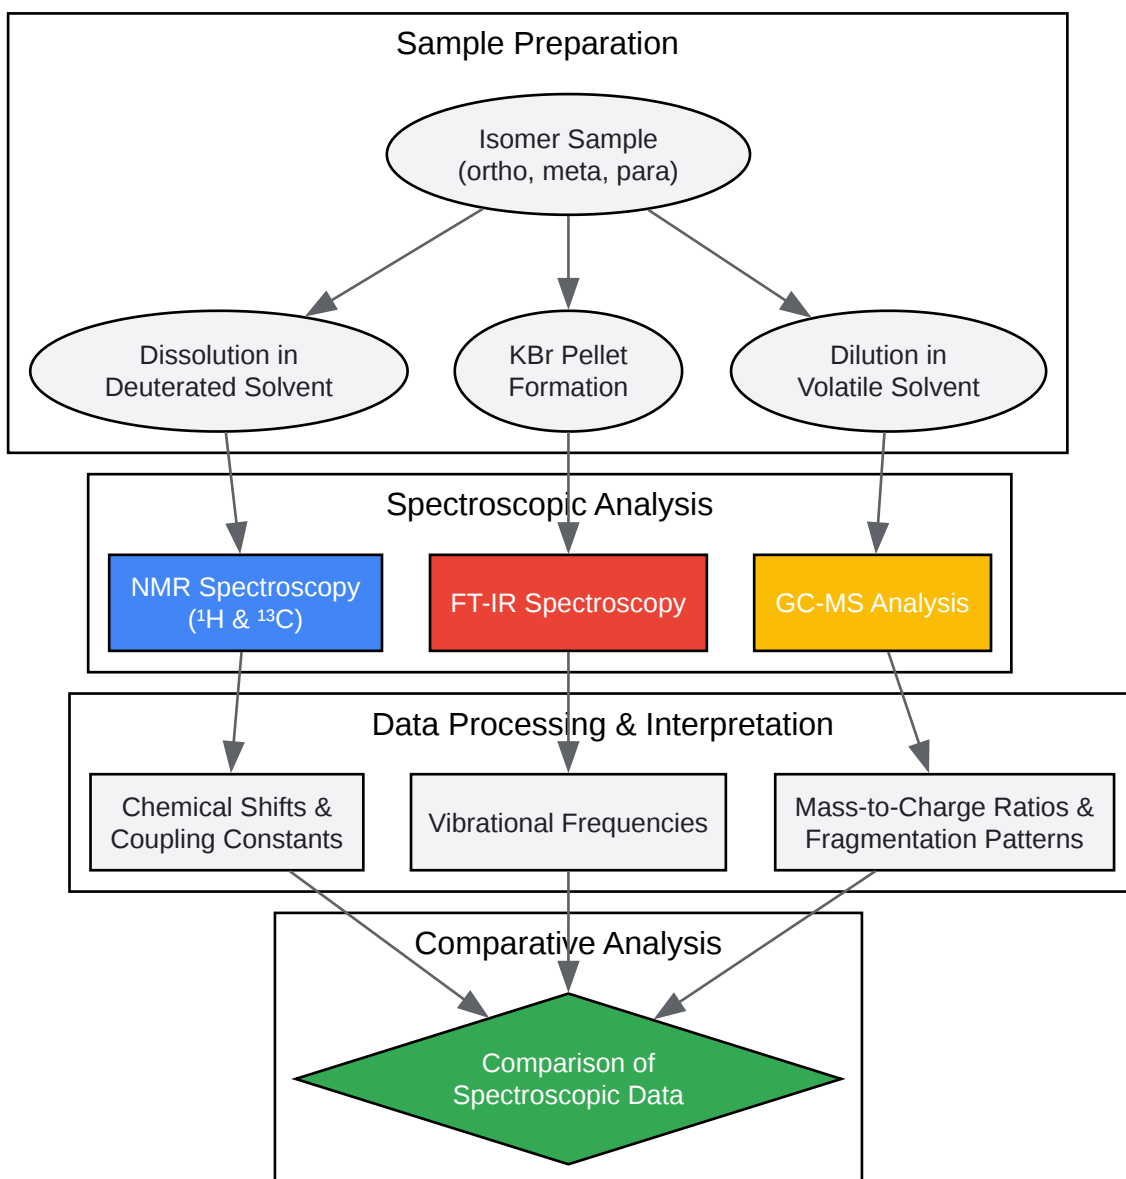 Sample Preparation
Isomer Sample
(ortho, meta, para)
Dissolution in
Deuterated Solvent
KBr Pellet
Formation
Dilution in
Volatile Solvent
Spectroscopic Analysis
NMR Spectroscopy
(¹H & ¹³C)
FT-IR Spectroscopy
GC-MS Analysis
Data Processing & Interpretation
Chemical Shifts &
Coupling Constants
Vibrational Frequencies
Mass-to-Charge Ratios &
Fragmentation Patterns
Comparative Analysis
Comparison of
Spectroscopic Data